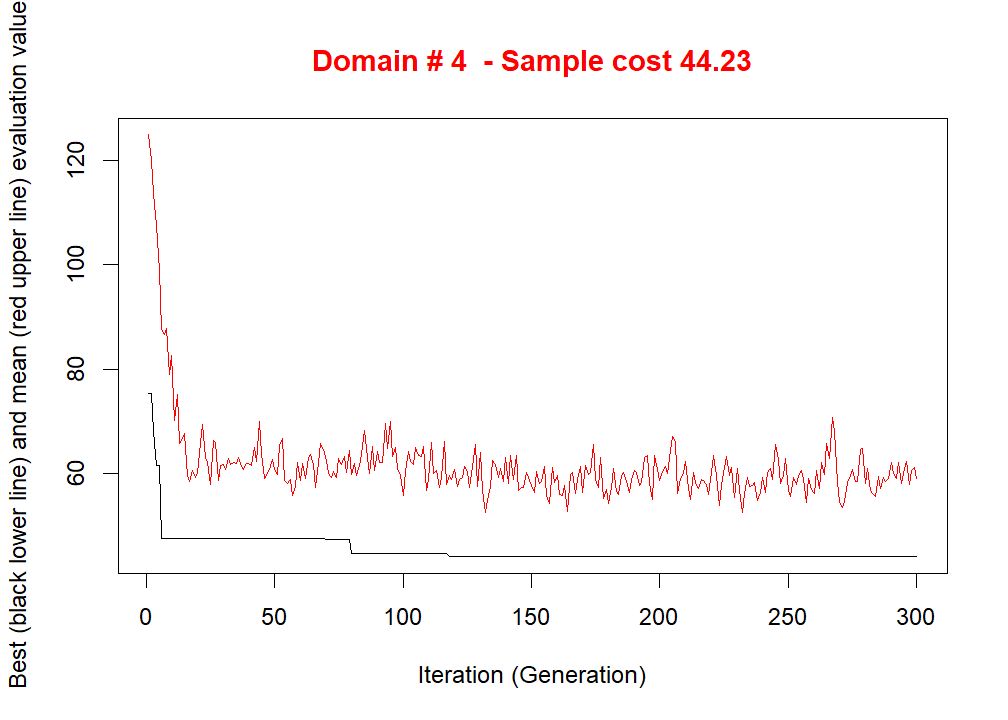 Domain # 4  - Sample cost 44.23
Best (black lower line) and mean (red upper line) evaluation value
120
100
80
60
0 50 100 150 200 250 300
Iteration (Generation)